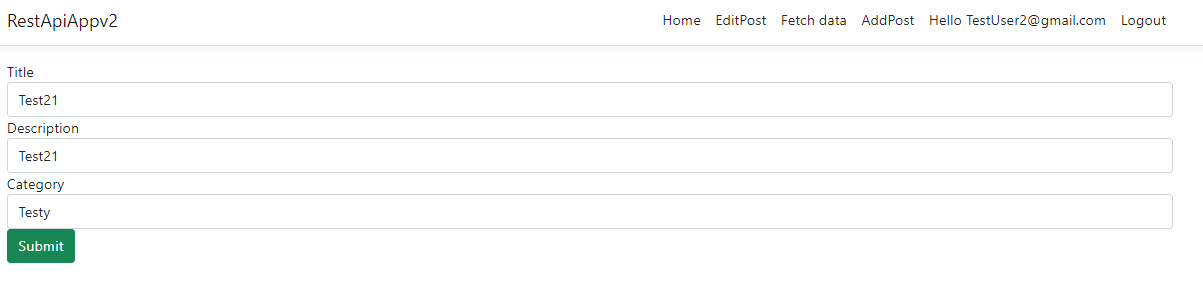 RestApiAppv2 Home EditPost Fetch data AddPost Hello TestUser2@gmail.com Logout
Title
Test21
Description
Test21
Category
Testy
Submit